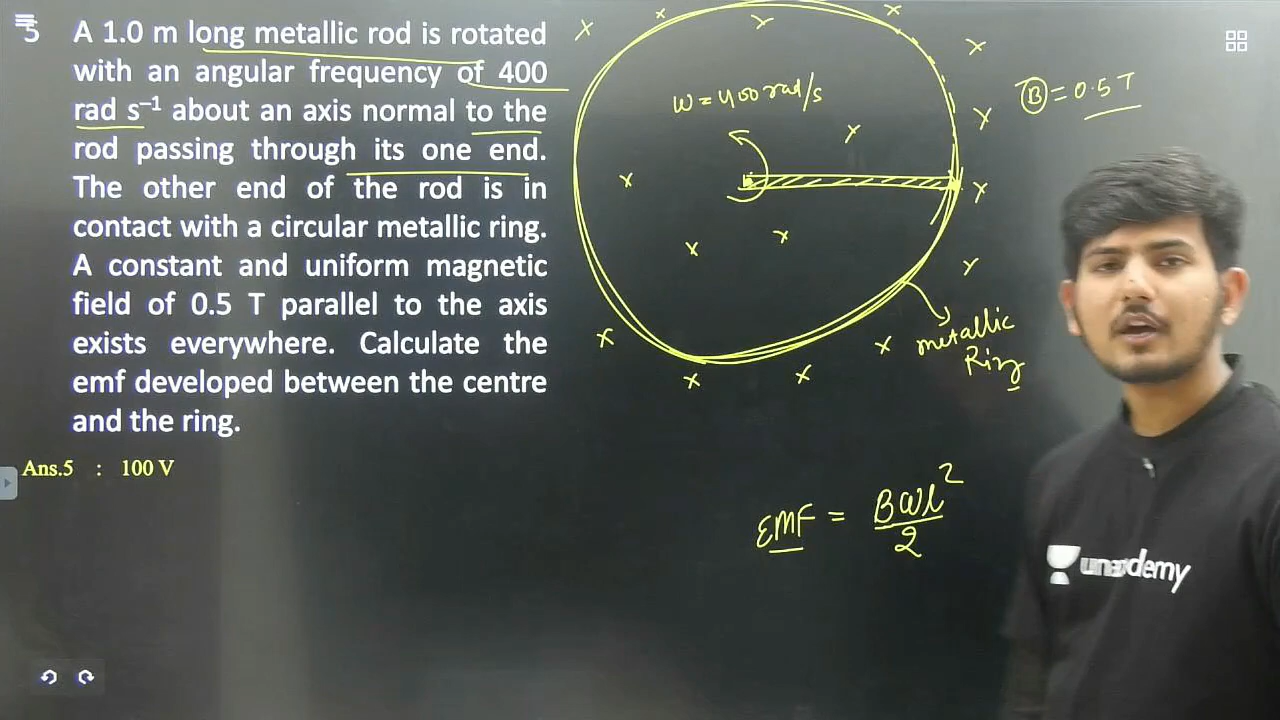 5 A 1.0 m long metallic rod is rotated
with an angular frequency of 400
rad s⁻¹ about an axis normal to the
rod passing through its one end.
The other end of the rod is in
contact with a circular metallic ring.
A constant and uniform magnetic
field of 0.5 T parallel to the axis
exists everywhere. Calculate the
emf developed between the centre
and the ring.
Ans.5 : 100 V
ω = 400 rad/s
B = 0.5 T
metallic
Ring
EMF = Bωl²/2
unacademy